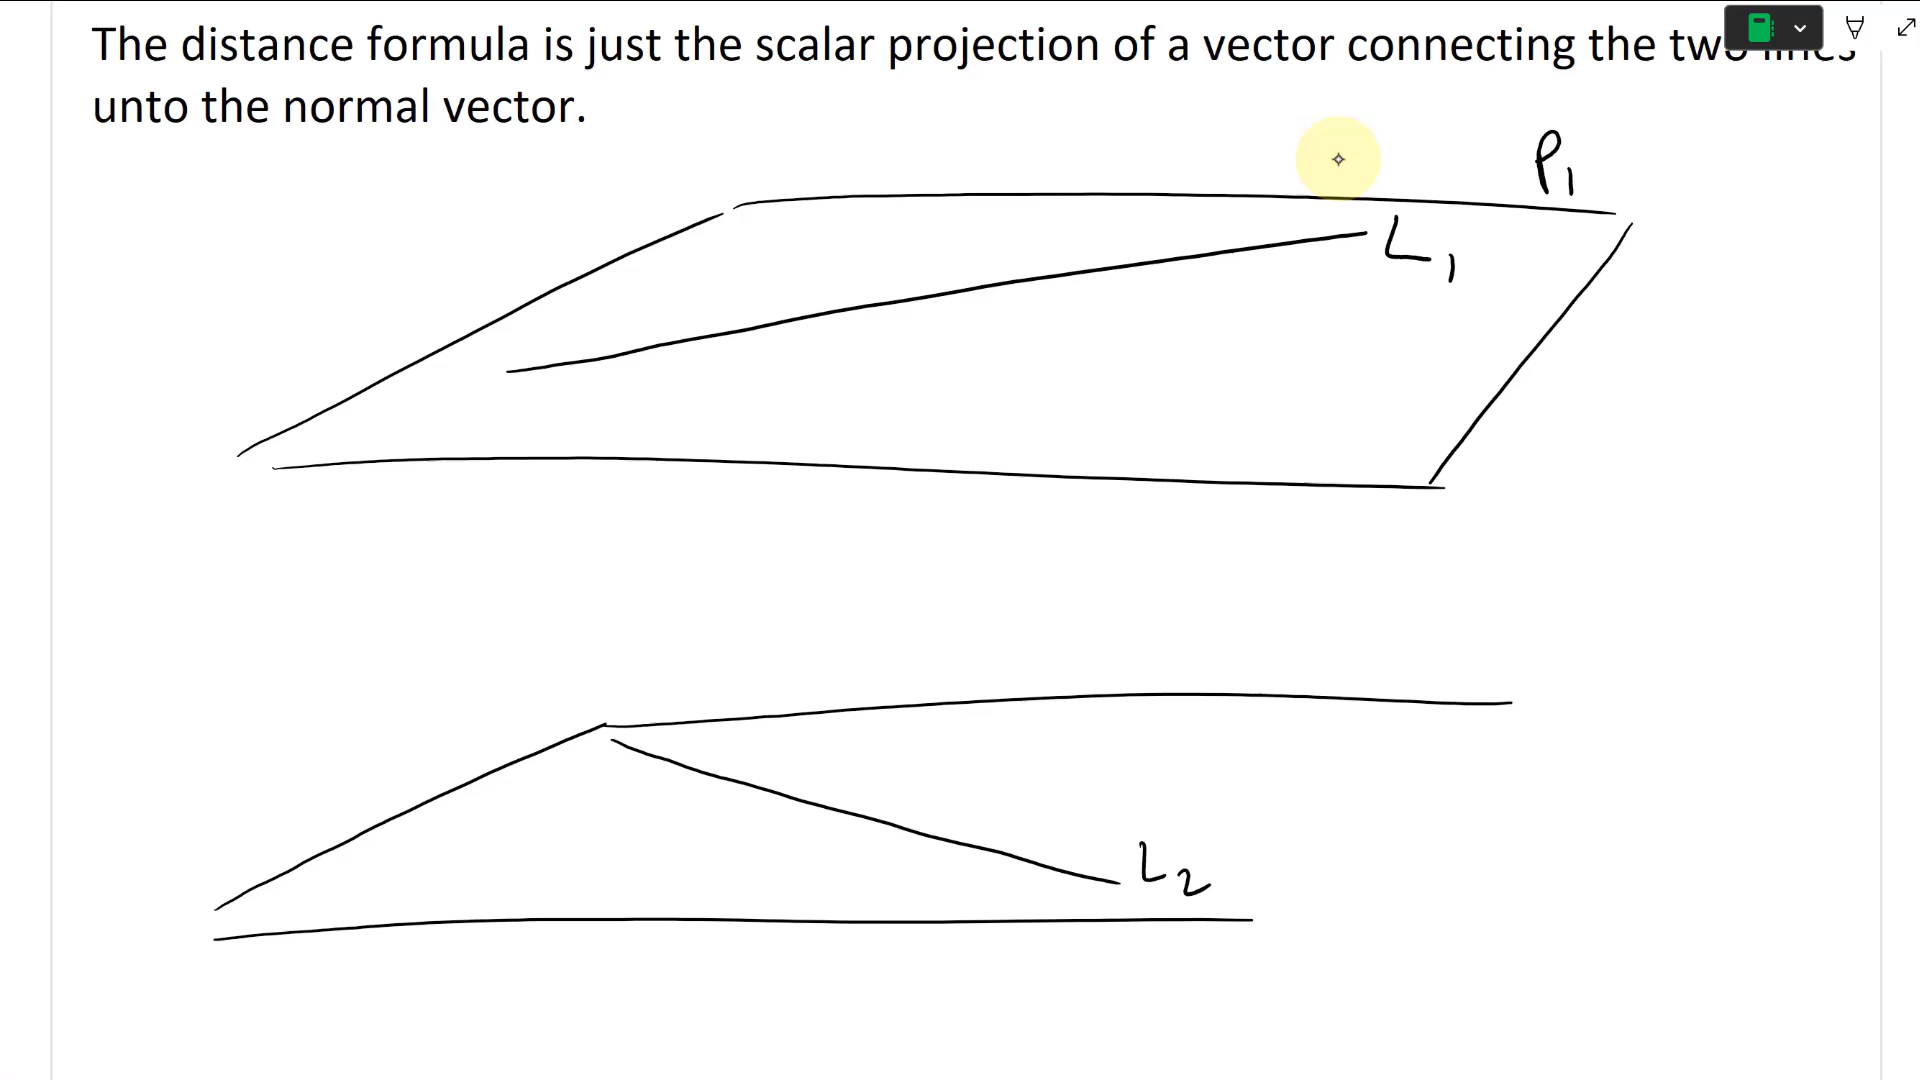 The distance formula is just the scalar projection of a vector connecting the two lines
unto the normal vector.
P₁
L₁
L₂